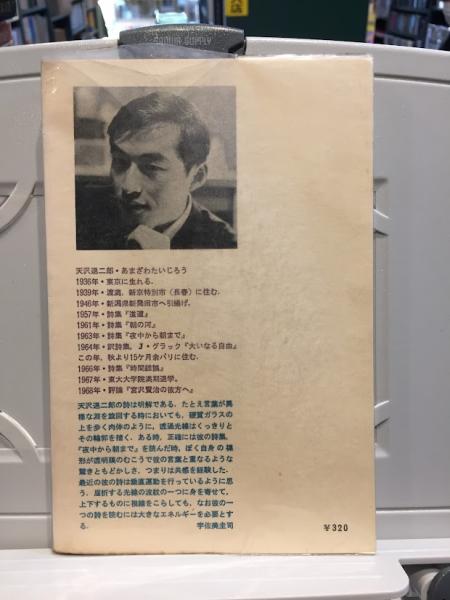 SANWA SUPPLY
天沢退二郎・あまざわたいじろう
1936年・東京に生れる.
1939年・渡満、新京特別市（長春）に住む.
1946年・新潟県新発田市へ引揚げ.
1957年・詩集『道道』
1961年・詩集『朝の河』
1963年・詩集『夜中から朝まで』
1964年・訳詩集、J・グラック『大いなる自由』
この年、秋より15ケ月余パリに住む.
1966年・詩集『時間錯誤』
1967年・東大大学院満期退学。
1968年・評論『宮沢賢治の彼方へ』
天沢退二郎の詩は明解である. たとえ言葉が異
様な淵を旋回する時においても、硬質ガラスの
上を歩く肉体のように、透過光線はくっきりと
その輪郭を描く. ある時、正確には彼の詩集、
『夜中から朝まで』を読んだ時、ぼく自身の裸
形が透明膜のむこうで彼の言葉と重なるような
驚きともどかしさ、つまりは共感を経験した.
最近の彼の詩は垂直運動を行っているように思
う. 屈折する光線の波紋の一つに身を寄せて、
上下するものに視線をこらしても、なお彼の一
つの詩を読むには大きなエネルギーを必要とす
る. 宇佐美圭司
¥320